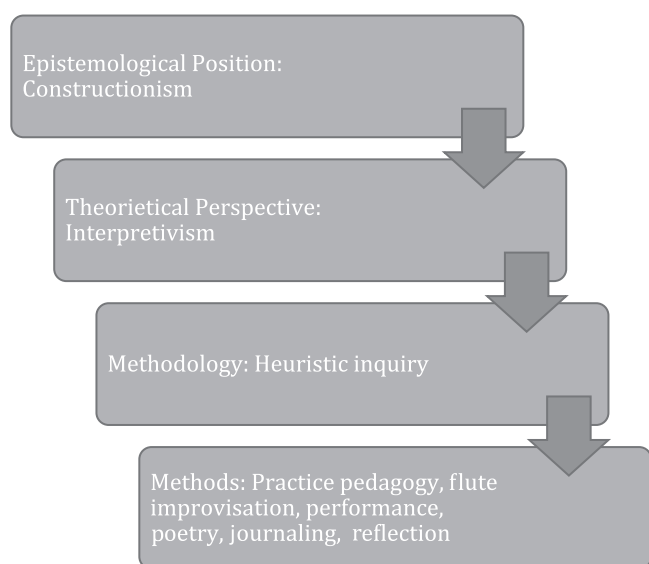 Epistemological Position:
Constructionism
Theorietical Perspective:
Interpretivism
Methodology: Heuristic inquiry
Methods: Practice pedagogy, flute
improvisation, performance,
poetry, journaling, reflection